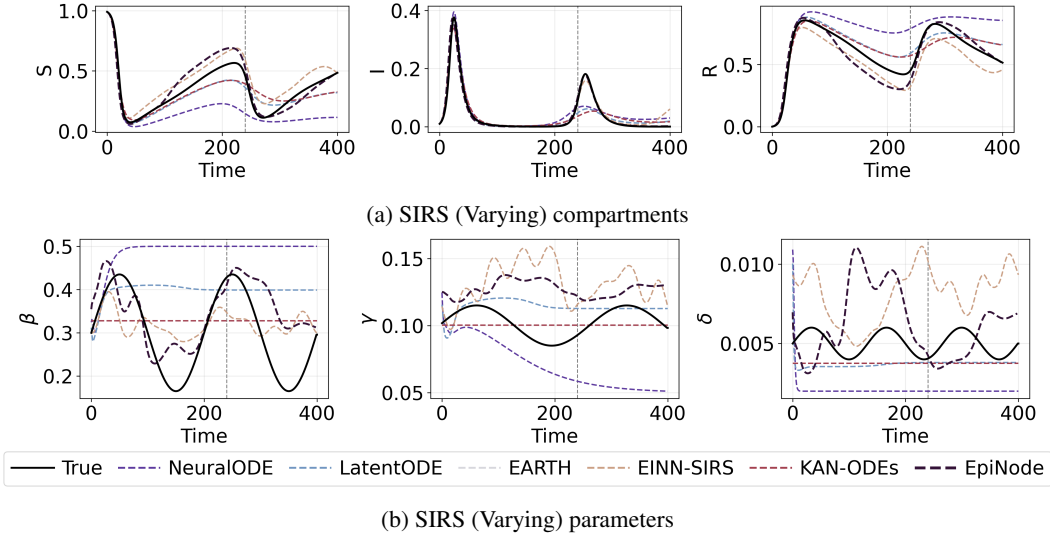 1.0
0.5
0.0
S
0 200 400
Time
0.4
0.2
0.0
I
0 200 400
Time
0.5
0.0
R
0 200 400
Time
(a) SIRS (Varying) compartments
0.5
0.4
0.3
0.2
β
0 200 400
Time
0.15
0.10
0.05
γ
0 200 400
Time
0.010
0.005
δ
0 200 400
Time
True NeuralODE LatentODE EARTH EINN-SIRS KAN-ODEs EpiNode
(b) SIRS (Varying) parameters